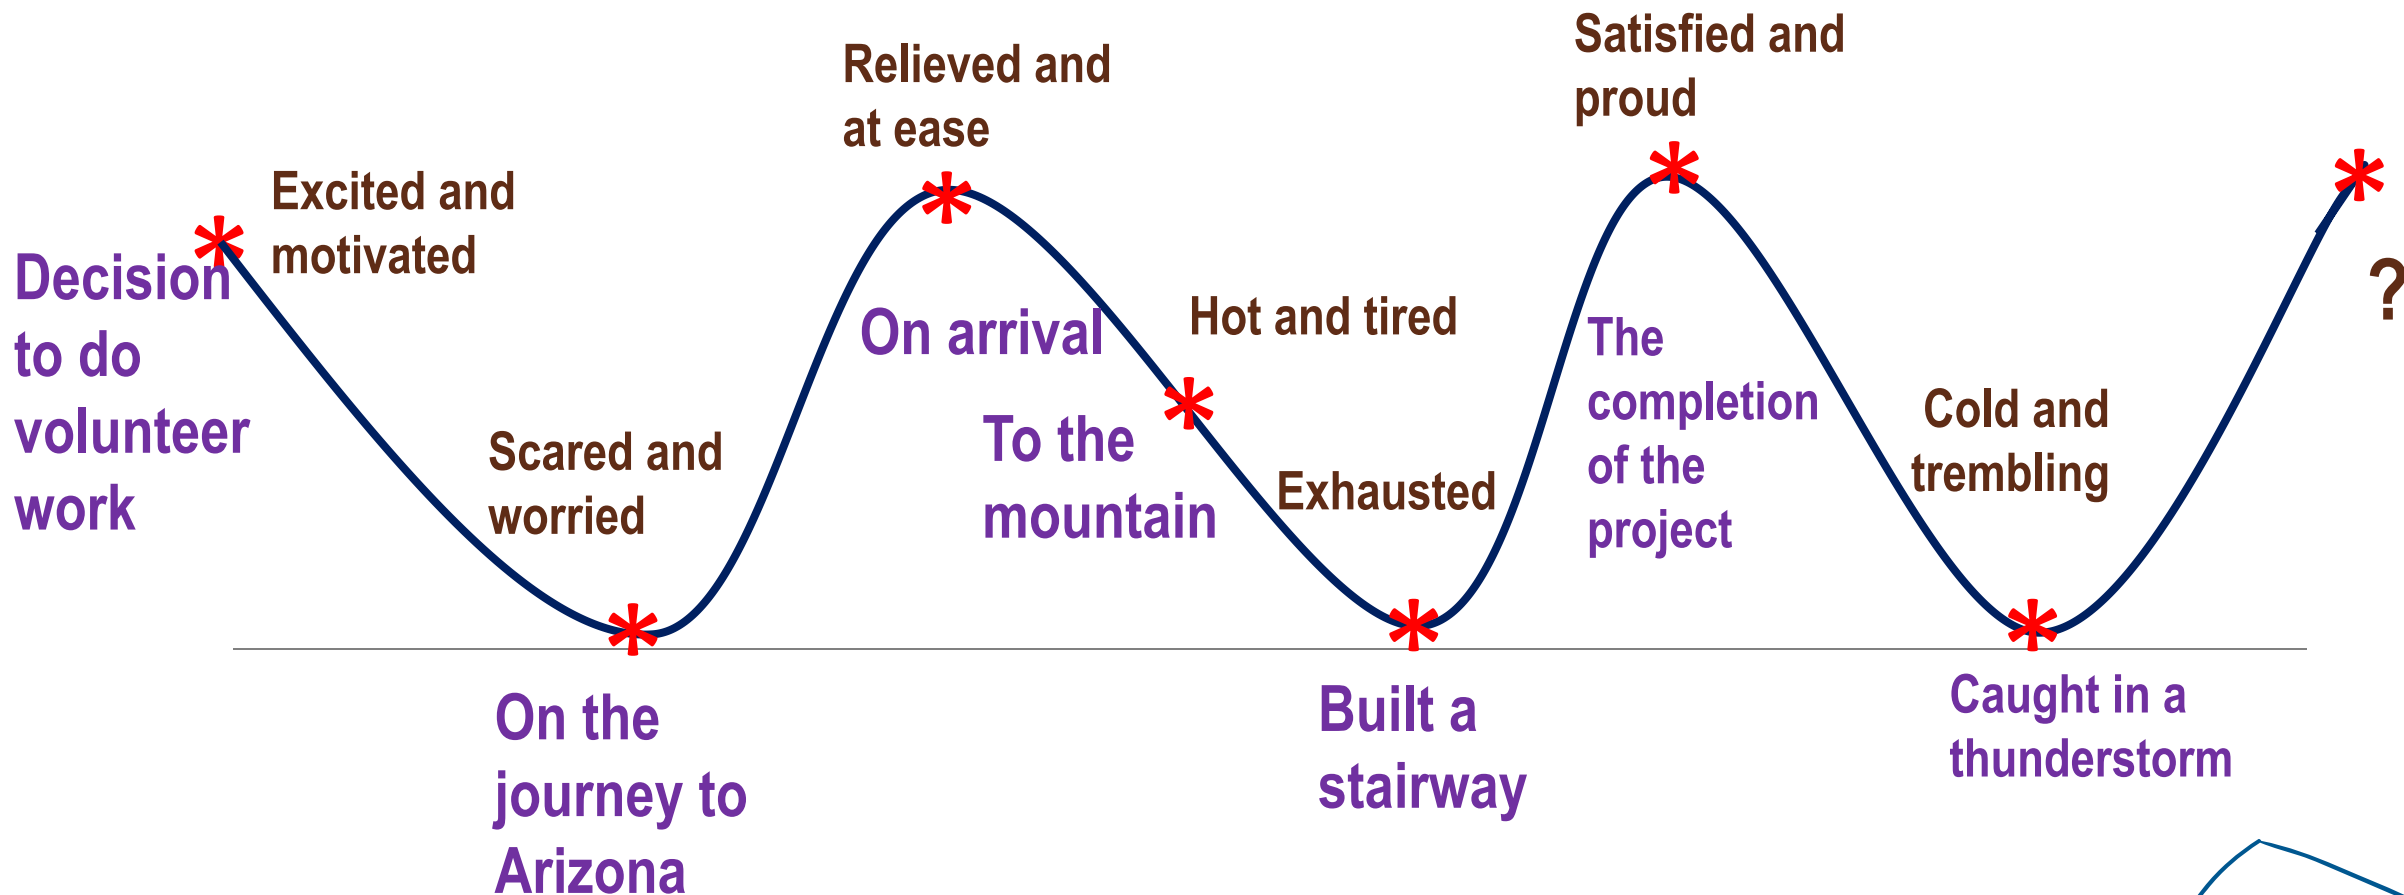 Decision
to do
volunteer
work
Excited and
motivated
Scared and
worried
On the
journey to
Arizona
Relieved and
at ease
On arrival
To the
mountain
Hot and tired
Exhausted
Built a
stairway
Satisfied and
proud
The
completion
of the
project
Cold and
trembling
Caught in a
thunderstorm
?